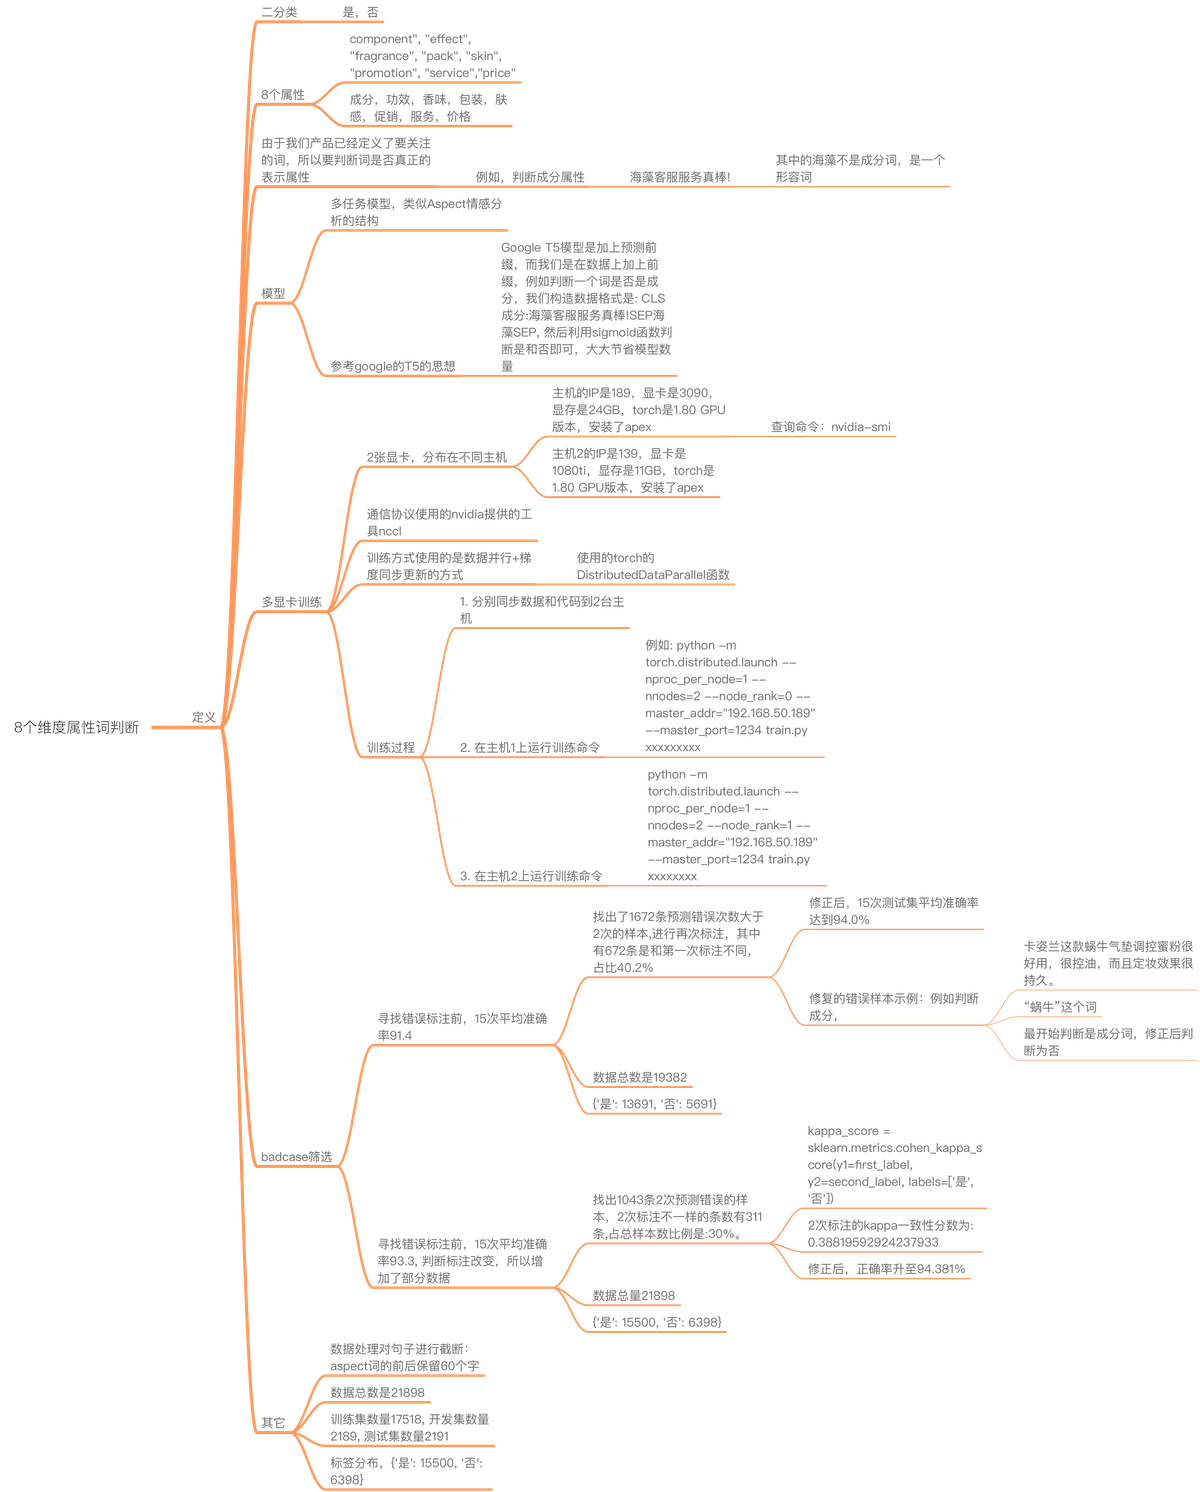 8个维度属性词判断
定义
二分类
是，否
8个属性
component", "effect",
"fragrance", "pack", "skin",
"promotion", "service","price"
成分，功效，香味，包装，肤
感，促销，服务，价格
由于我们产品已经定义了要关注
的词，所以要判断词是否真正的
表示属性
例如，判断成分属性
海藻客服服务真棒!
其中的海藻不是成分词，是一个
形容词
模型
多任务模型，类似Aspect情感分
析的结构
参考google的T5的思想
Google T5模型是加上预测前
缀，而我们是在数据上加上前
缀，例如判断一个词是否是成
分，我们构造数据格式是: CLS
成分:海藻客服服务真棒!SEP海
藻SEP, 然后利用sigmoid函数判
断是和否即可，大大节省模型数
量
多显卡训练
2张显卡，分布在不同主机
主机的IP是189，显卡是3090，
显存是24GB，torch是1.80 GPU
版本，安装了apex
查询命令：nvidia-smi
主机2的IP是139，显卡是
1080ti，显存是11GB，torch是
1.80 GPU版本，安装了apex
通信协议使用的nvidia提供的工
具nccl
训练方式使用的是数据并行+梯
度同步更新的方式
使用的torch的
DistributedDataParallel函数
训练过程
1. 分别同步数据和代码到2台主
机
2. 在主机1上运行训练命令
例如: python -m
torch.distributed.launch --
nproc_per_node=1 --
nnodes=2 --node_rank=0 --
master_addr="192.168.50.189"
--master_port=1234 train.py
xxxxxxxxx
3. 在主机2上运行训练命令
python -m
torch.distributed.launch --
nproc_per_node=1 --
nnodes=2 --node_rank=1 --
master_addr="192.168.50.189"
--master_port=1234 train.py
xxxxxxxx
badcase筛选
寻找错误标注前，15次平均准确
率91.4
找出了1672条预测错误次数大于
2次的样本,进行再次标注，其中
有672条是和第一次标注不同，
占比40.2%
修正后，15次测试集平均准确率
达到94.0%
修复的错误样本示例：例如判断
成分，
卡姿兰这款蜗牛气垫调控蜜粉很
好用，很控油，而且定妆效果很
持久。
“蜗牛”这个词
最开始判断是成分词，修正后判
断为否
数据总数是19382
{'是': 13691, '否': 5691}
寻找错误标注前，15次平均准确
率93.3, 判断标注改变，所以增
加了部分数据
找出1043条2次预测错误的样
本，2次标注不一样的条数有311
条,占总样本数比例是:30%。
kappa_score =
sklearn.metrics.cohen_kappa_s
core(y1=first_label,
y2=second_label, labels=['是',
'否'])
2次标注的kappa一致性分数为:
0.38819592924237933
修正后，正确率升至94.381%
数据总量21898
{'是': 15500, '否': 6398}
其它
数据处理对句子进行截断：
aspect词的前后保留60个字
数据总数是21898
训练集数量17518, 开发集数量
2189, 测试集数量2191
标签分布，{'是': 15500, '否':
6398}